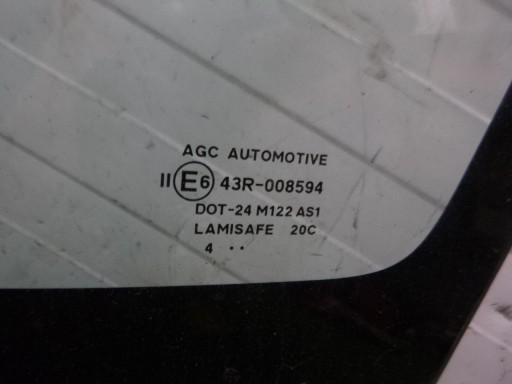 AGC AUTOMOTIVE
II E6 43R-008594
DOT-24 M122 AS1
LAMISAFE 20C
4 ··